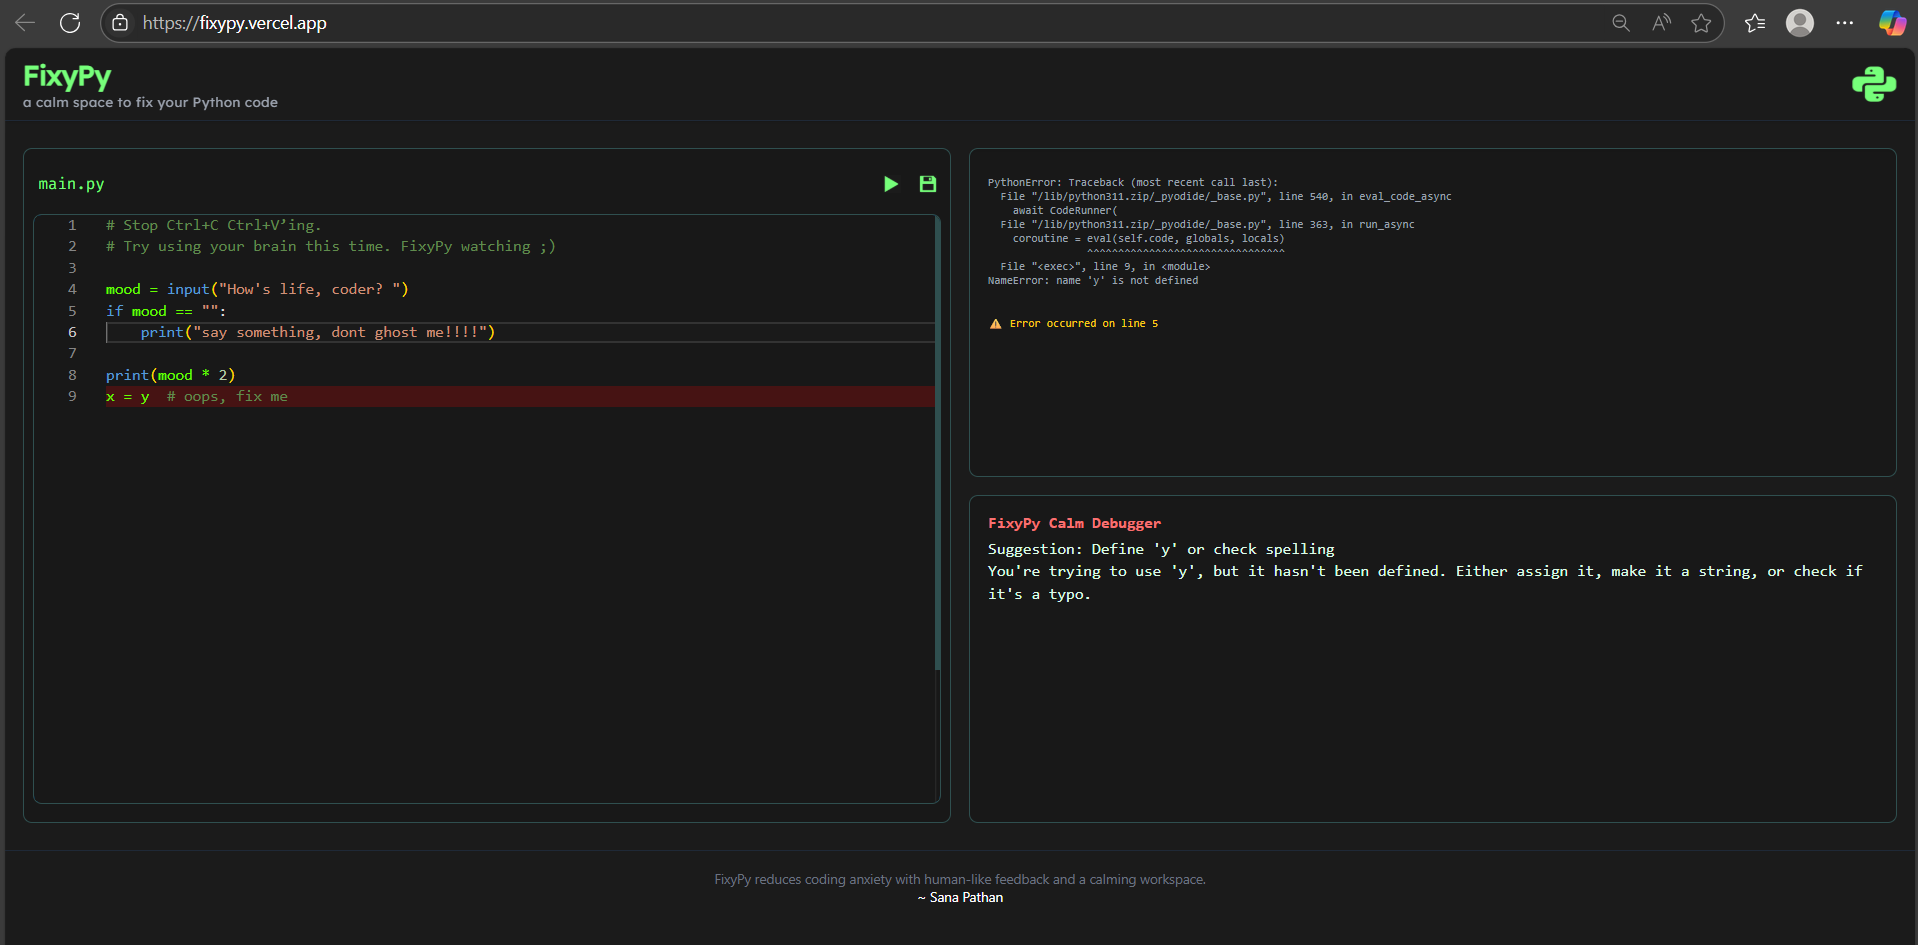 https://fixypy.vercel.app
FixyPy
a calm space to fix your Python code
main.py
1 # Stop Ctrl+C Ctrl+V’ing.
2 # Try using your brain this time. FixyPy watching ;)
3
4 mood = input("How's life, coder? ")
5 if mood == "":
6     print("say something, dont ghost me!!!!")
7
8 print(mood * 2)
9 x = y  # oops, fix me
PythonError: Traceback (most recent call last):
  File "/lib/python311.zip/_pyodide/_base.py", line 540, in eval_code_async
    await CodeRunner(
  File "/lib/python311.zip/_pyodide/_base.py", line 363, in run_async
    coroutine = eval(self.code, globals, locals)
                ^^^^^^^^^^^^^^^^^^^^^^^^^^^^^^^^
  File "<exec>", line 9, in <module>
NameError: name 'y' is not defined
⚠ Error occurred on line 5
FixyPy Calm Debugger
Suggestion: Define 'y' or check spelling
You're trying to use 'y', but it hasn't been defined. Either assign it, make it a string, or check if
it's a typo.
FixyPy reduces coding anxiety with human-like feedback and a calming workspace.
~ Sana Pathan